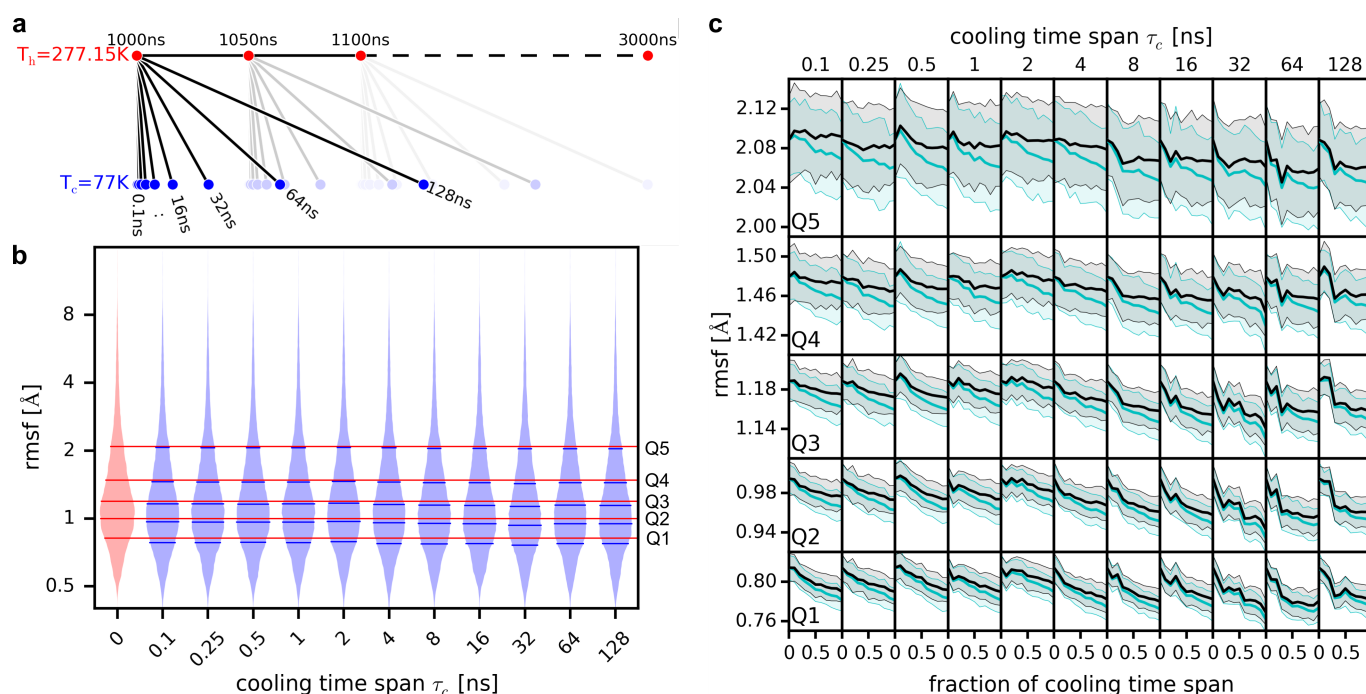 a
1000ns 1050ns 1100ns 3000ns
Tₕ=277.15K
T_c=77K
0.1ns : 16ns 32ns 64ns 128ns
b
rmsf [Å]
8
4
2
1
0.5
Q5
Q4
Q3
Q2
Q1
0 0.1 0.25 0.5 1 2 4 8 16 32 64 128
cooling time span τ_c [ns]
c
cooling time span τ_c [ns]
0.1 0.25 0.5 1 2 4 8 16 32 64 128
rmsf [Å]
2.12
2.08
2.04
2.00
Q5
1.50
1.46
1.42
Q4
1.18
1.14
Q3
0.98
0.94
Q2
0.80
0.76
Q1
0 0.5 0 0.5 0 0.5 0 0.5 0 0.5 0 0.5 0 0.5 0 0.5 0 0.5 0 0.5 0 0.5
fraction of cooling time span